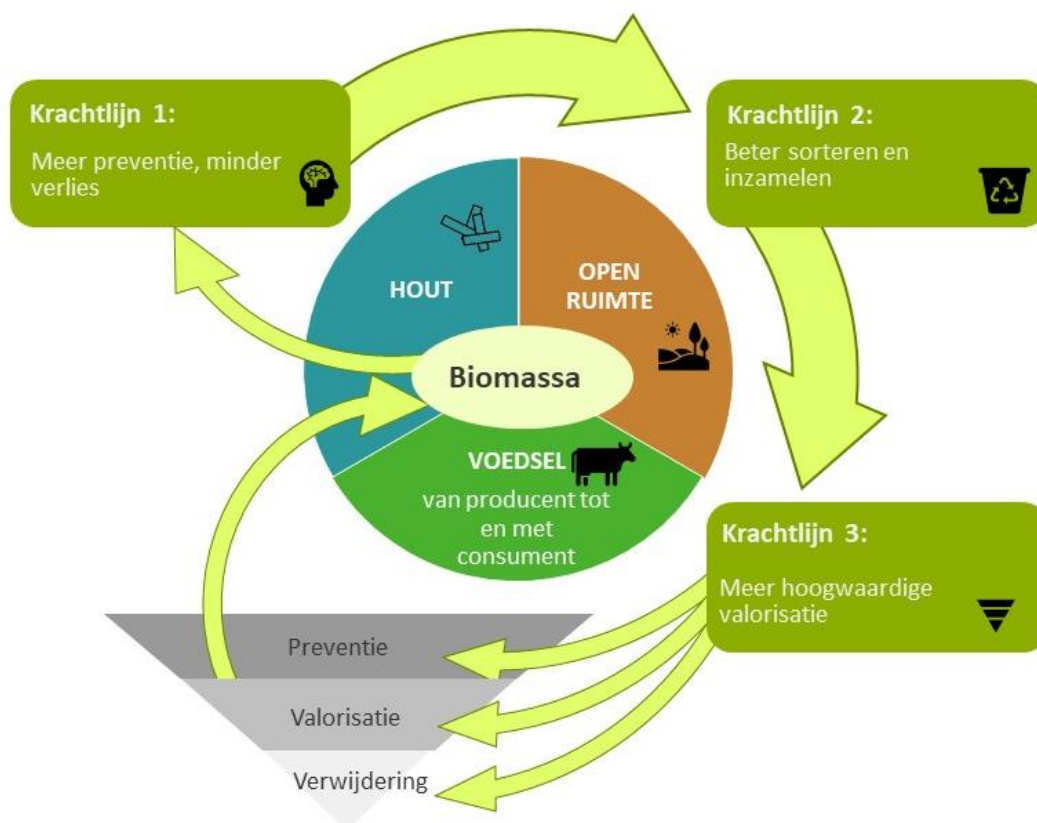 Krachtlijn 1:
Meer preventie, minder
verlies
Krachtlijn 2:
Beter sorteren en
inzamelen
HOUT
OPEN
RUIMTE
Biomassa
VOEDSEL
van producent tot
en met
consument
Krachtlijn 3:
Meer hoogwaardige
valorisatie
Preventie
Valorisatie
Verwijdering